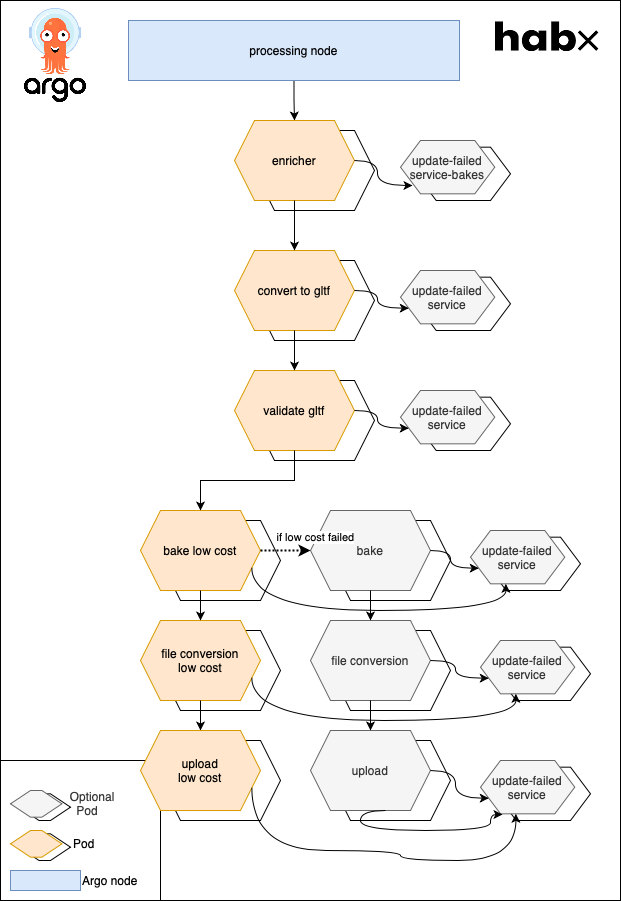 argo
habx
processing node
enricher
update-failed
service-bakes
convert to gltf
update-failed
service
validate gltf
update-failed
service
bake low cost
if low cost failed
bake
update-failed
service
file conversion
low cost
file conversion
update-failed
service
upload
low cost
upload
update-failed
service
Optional
Pod
Pod
Argo node